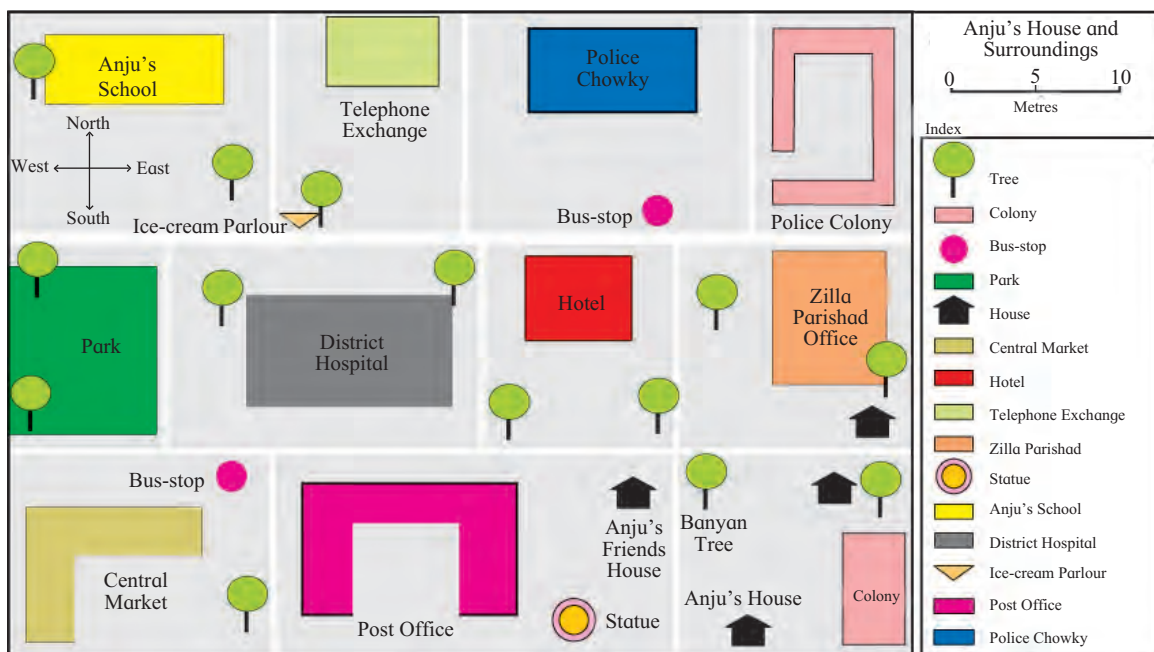 Anju's
School
North
West
East
South
Telephone
Exchange
Police
Chowky
Ice-cream Parlour
Bus-stop
Police Colony
Park
District
Hospital
Hotel
Zilla
Parishad
Office
Bus-stop
Central
Market
Post Office
Anju's
Friends
House
Statue
Banyan
Tree
Anju's House
Colony
Anju's House and
Surroundings
0 5 10
Metres
Index
Tree
Colony
Bus-stop
Park
House
Central Market
Hotel
Telephone Exchange
Zilla Parishad
Statue
Anju's School
District Hospital
Ice-cream Parlour
Post Office
Police Chowky